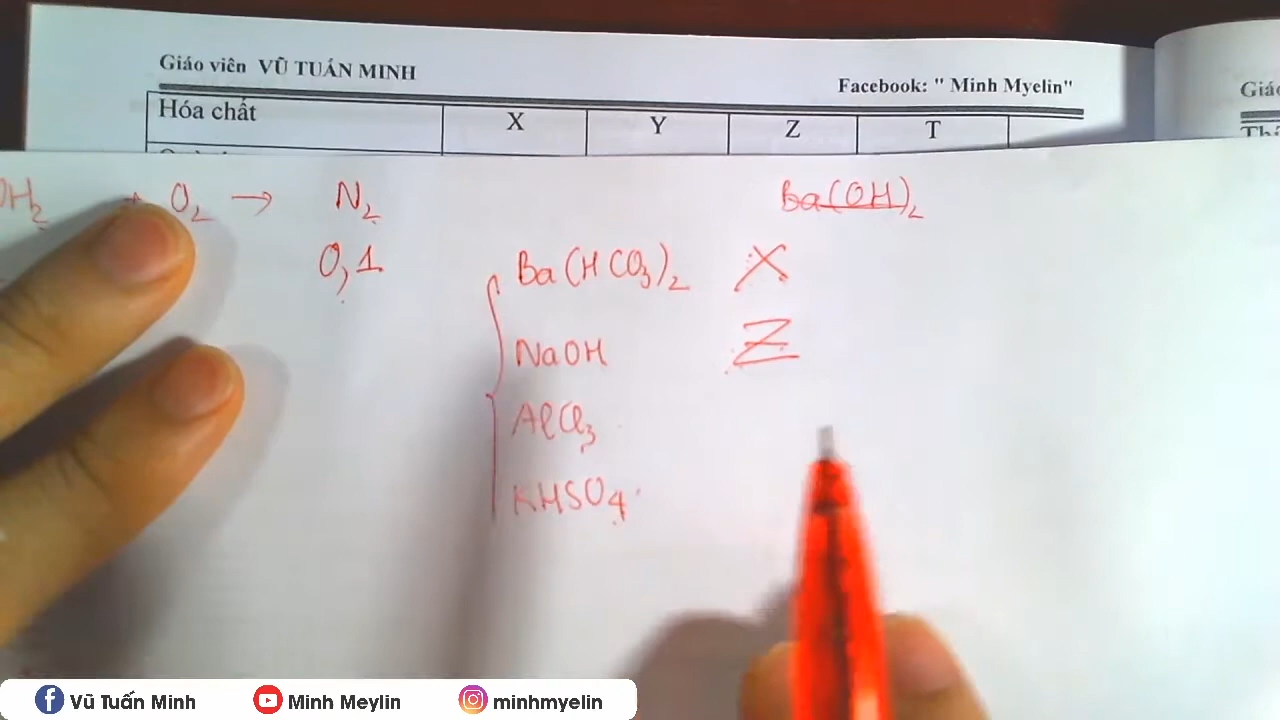 Giáo viên VŨ TUẤN MINH
Facebook: " Minh Myelin"
Hóa chất X Y Z T
O₂ → N₂
0,1
Ba(OH)₂
Ba(HCO₃)₂ X
NaOH Z
AlCl₃
KHSO₄
Vũ Tuấn Minh
Minh Meylin
minhmyelin